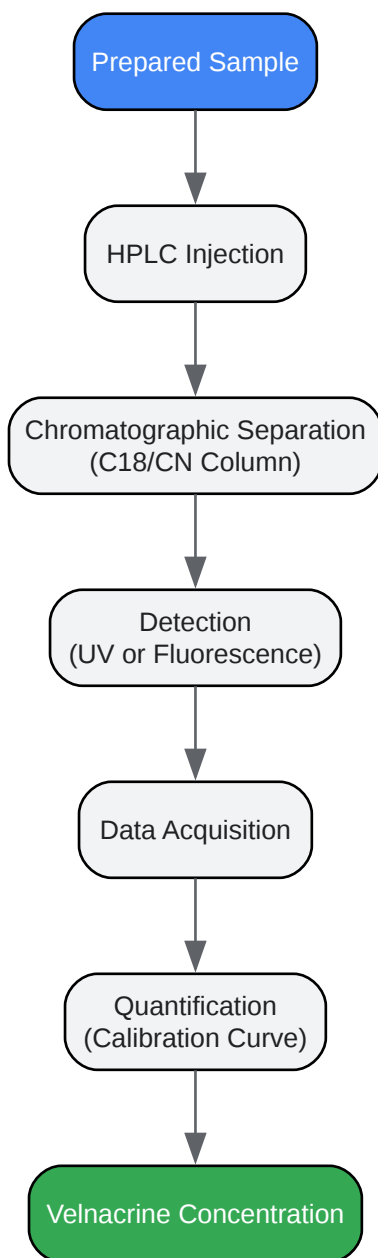 Prepared Sample
HPLC Injection
Chromatographic Separation
(C18/CN Column)
Detection
(UV or Fluorescence)
Data Acquisition
Quantification
(Calibration Curve)
Velnacrine Concentration